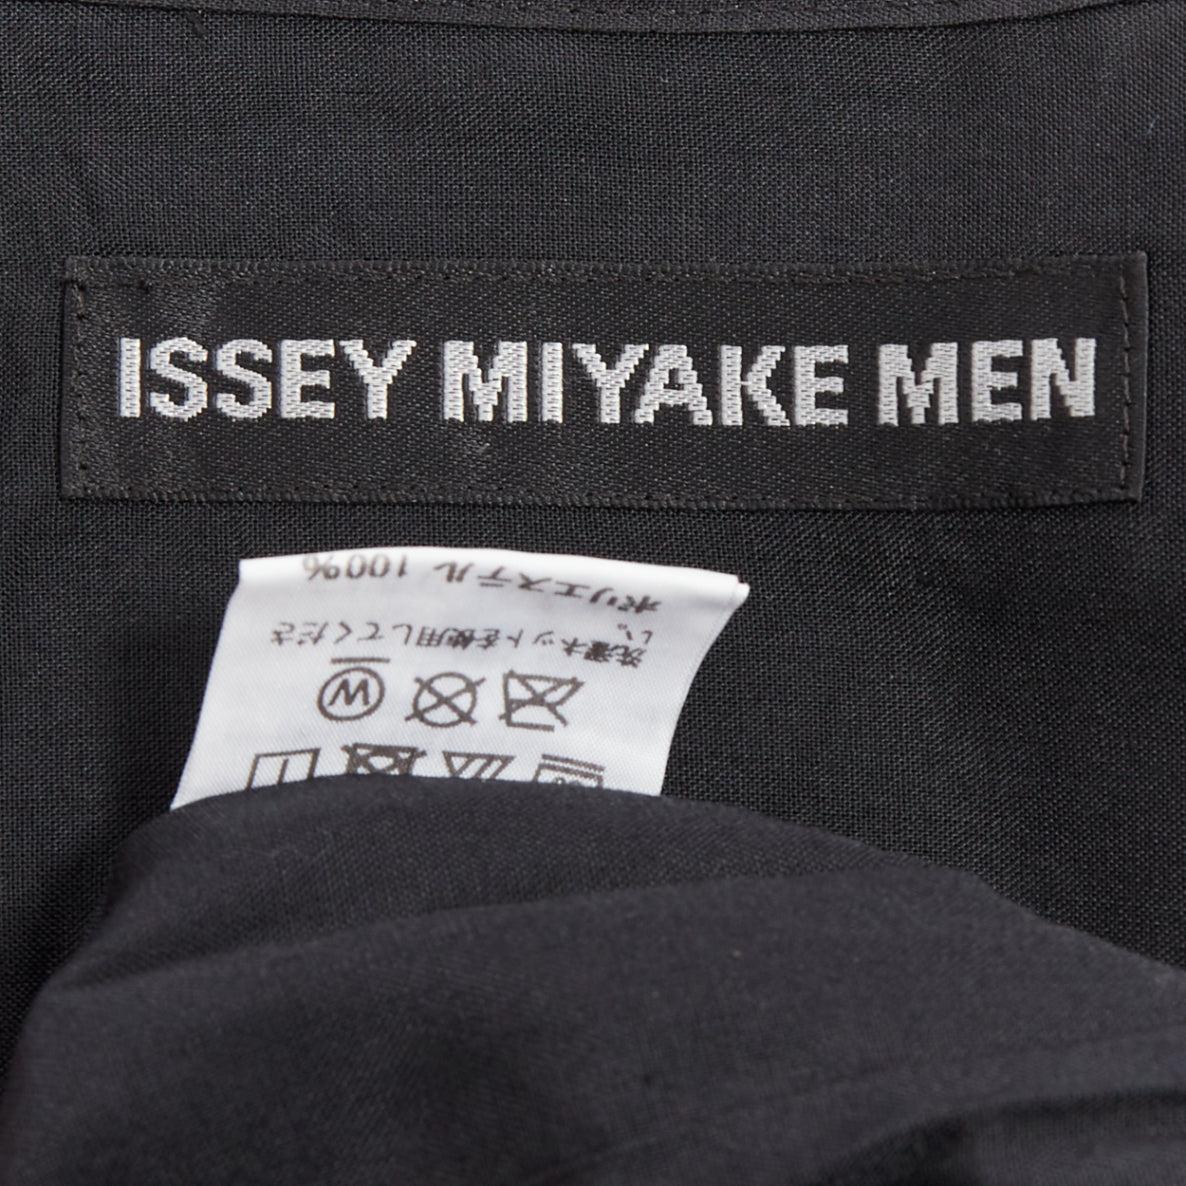 ISSEY MIYAKE MEN
ポリエステル 100%
洗濯ネットを使用してくださ
い。
W